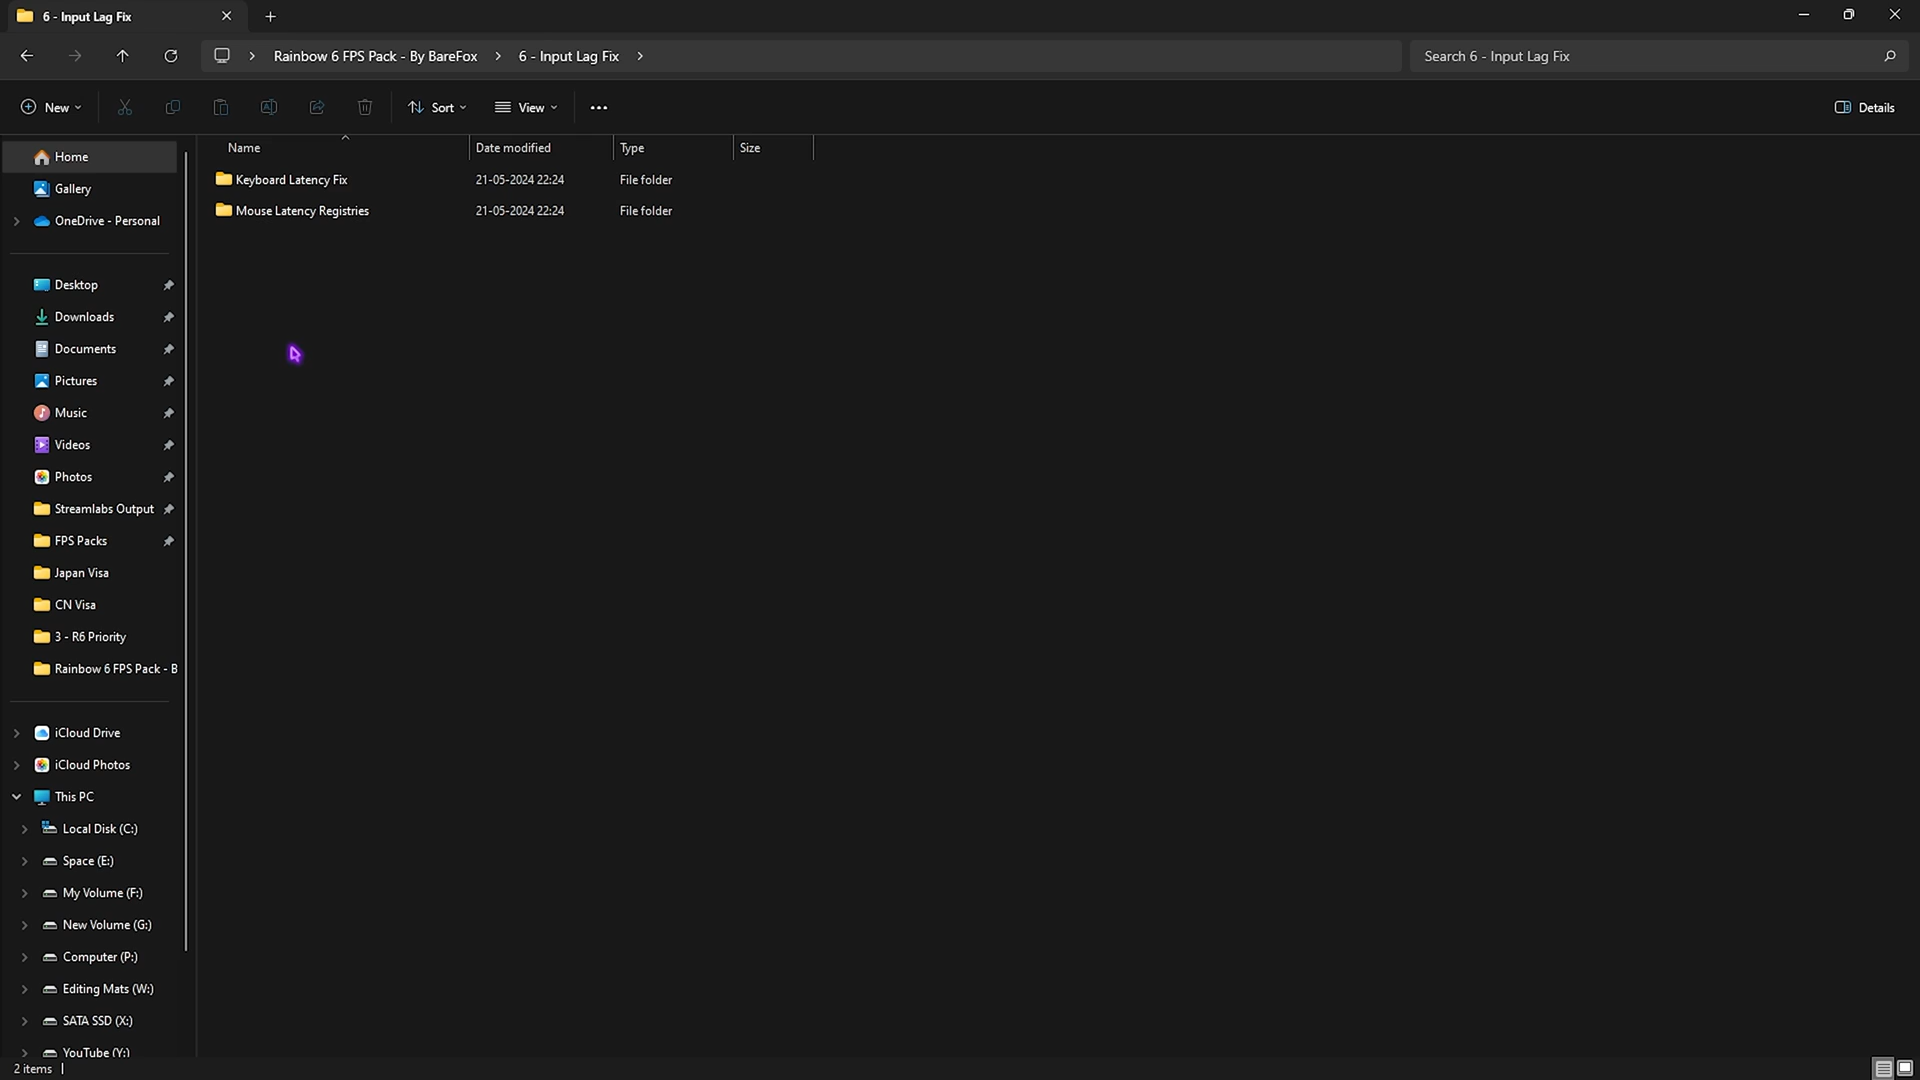 6 - Input Lag Fix
Rainbow 6 FPS Pack - By BareFox
6 - Input Lag Fix
Search 6 - Input Lag Fix
New
Sort
View
Details
Name
Date modified
Type
Size
Keyboard Latency Fix
21-05-2024 22:24
File folder
Mouse Latency Registries
21-05-2024 22:24
File folder
Home
Gallery
OneDrive - Personal
Desktop
Downloads
Documents
Pictures
Music
Videos
Photos
Streamlabs Output
FPS Packs
Japan Visa
CN Visa
3 - R6 Priority
Rainbow 6 FPS Pack - B
iCloud Drive
iCloud Photos
This PC
Local Disk (C:)
Space (E:)
My Volume (F:)
New Volume (G:)
Computer (P:)
Editing Mats (W:)
SATA SSD (X:)
YouTube (Y:)
2 items